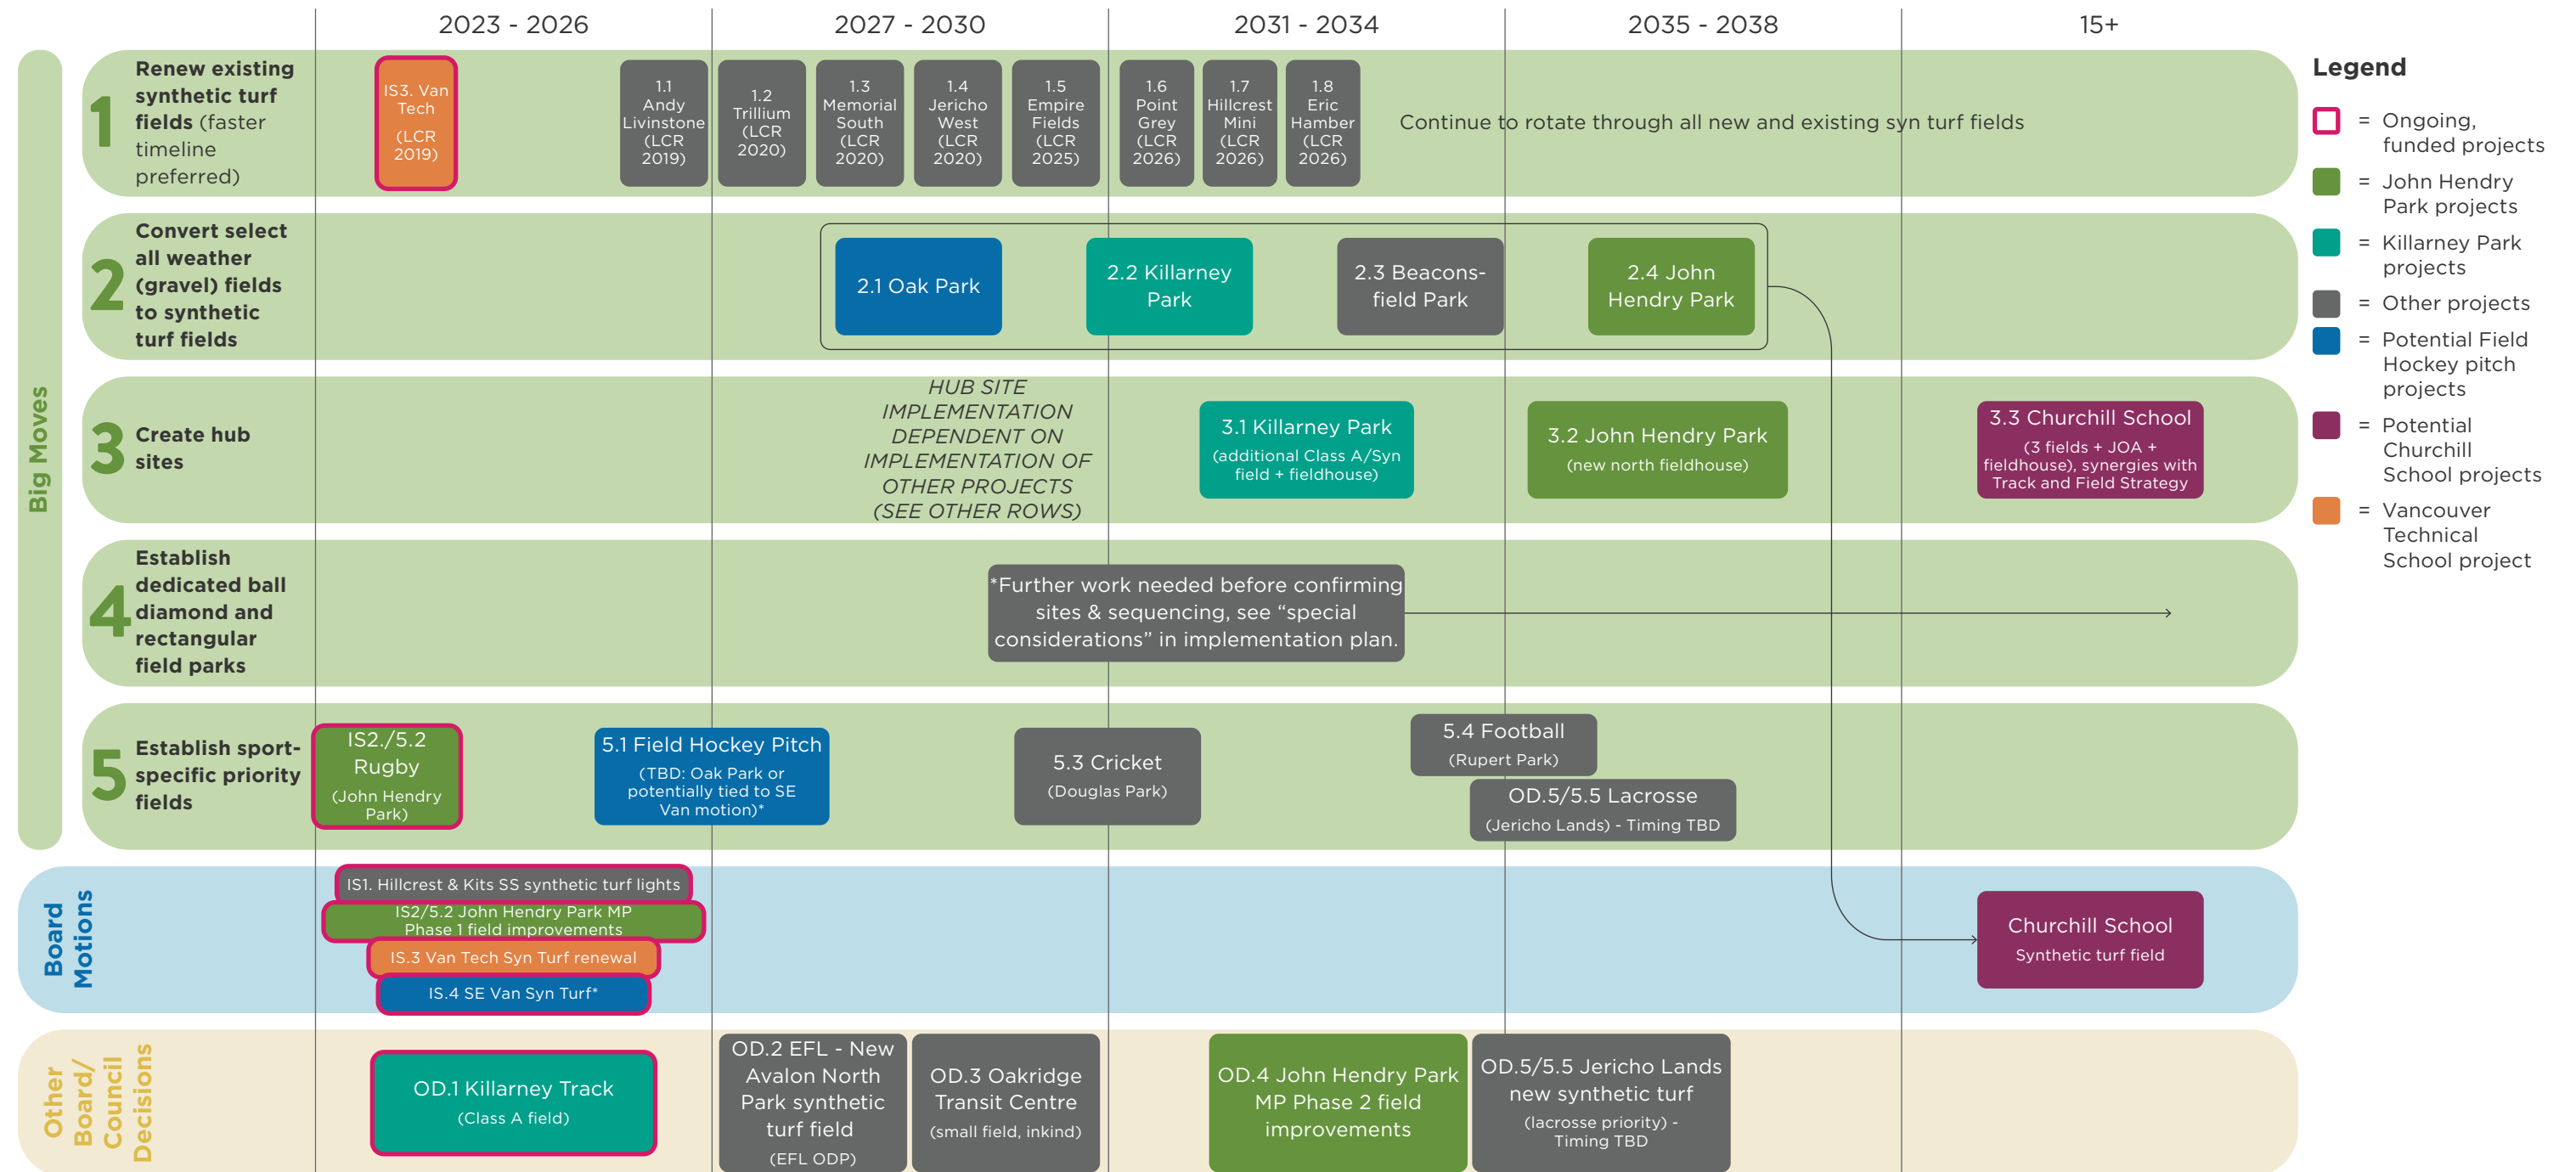 2023 - 2026
2027 - 2030
2031 - 2034
2035 - 2038
15+
Big Moves
1
Renew existing
synthetic turf
fields (faster
timeline
preferred)
IS3. Van
Tech
(LCR
2019)
1.1
Andy
Livinstone
(LCR
2019)
1.2
Trillium
(LCR
2020)
1.3
Memorial
South
(LCR
2020)
1.4
Jericho
West
(LCR
2020)
1.5
Empire
Fields
(LCR
2025)
1.6
Point
Grey
(LCR
2026)
1.7
Hillcrest
Mini
(LCR
2026)
1.8
Eric
Hamber
(LCR
2026)
Continue to rotate through all new and existing syn turf fields
2
Convert select
all weather
(gravel) fields
to synthetic
turf fields
2.1 Oak Park
2.2 Killarney
Park
2.3 Beacons-
field Park
2.4 John
Hendry Park
3
Create hub
sites
HUB SITE
IMPLEMENTATION
DEPENDENT ON
IMPLEMENTATION OF
OTHER PROJECTS
(SEE OTHER ROWS)
3.1 Killarney Park
(additional Class A/Syn
field + fieldhouse)
3.2 John Hendry Park
(new north fieldhouse)
3.3 Churchill School
(3 fields + JOA +
fieldhouse), synergies with
Track and Field Strategy
4
Establish
dedicated ball
diamond and
rectangular
field parks
*Further work needed before confirming
sites & sequencing, see “special
considerations” in implementation plan.
5
Establish sport-
specific priority
fields
IS2./5.2
Rugby
(John Hendry
Park)
5.1 Field Hockey Pitch
(TBD: Oak Park or
potentially tied to SE
Van motion)*
5.3 Cricket
(Douglas Park)
5.4 Football
(Rupert Park)
OD.5/5.5 Lacrosse
(Jericho Lands) - Timing TBD
Board
Motions
IS1. Hillcrest & Kits SS synthetic turf lights
IS2/5.2 John Hendry Park MP
Phase 1 field improvements
IS.3 Van Tech Syn Turf renewal
IS.4 SE Van Syn Turf*
Churchill School
Synthetic turf field
Other
Board/
Council
Decisions
OD.1 Killarney Track
(Class A field)
OD.2 EFL - New
Avalon North
Park synthetic
turf field
(EFL ODP)
OD.3 Oakridge
Transit Centre
(small field, inkind)
OD.4 John Hendry Park
MP Phase 2 field
improvements
OD.5/5.5 Jericho Lands
new synthetic turf
(lacrosse priority) -
Timing TBD
Legend
= Ongoing,
funded projects
= John Hendry
Park projects
= Killarney Park
projects
= Other projects
= Potential Field
Hockey pitch
projects
= Potential
Churchill
School projects
= Vancouver
Technical
School project